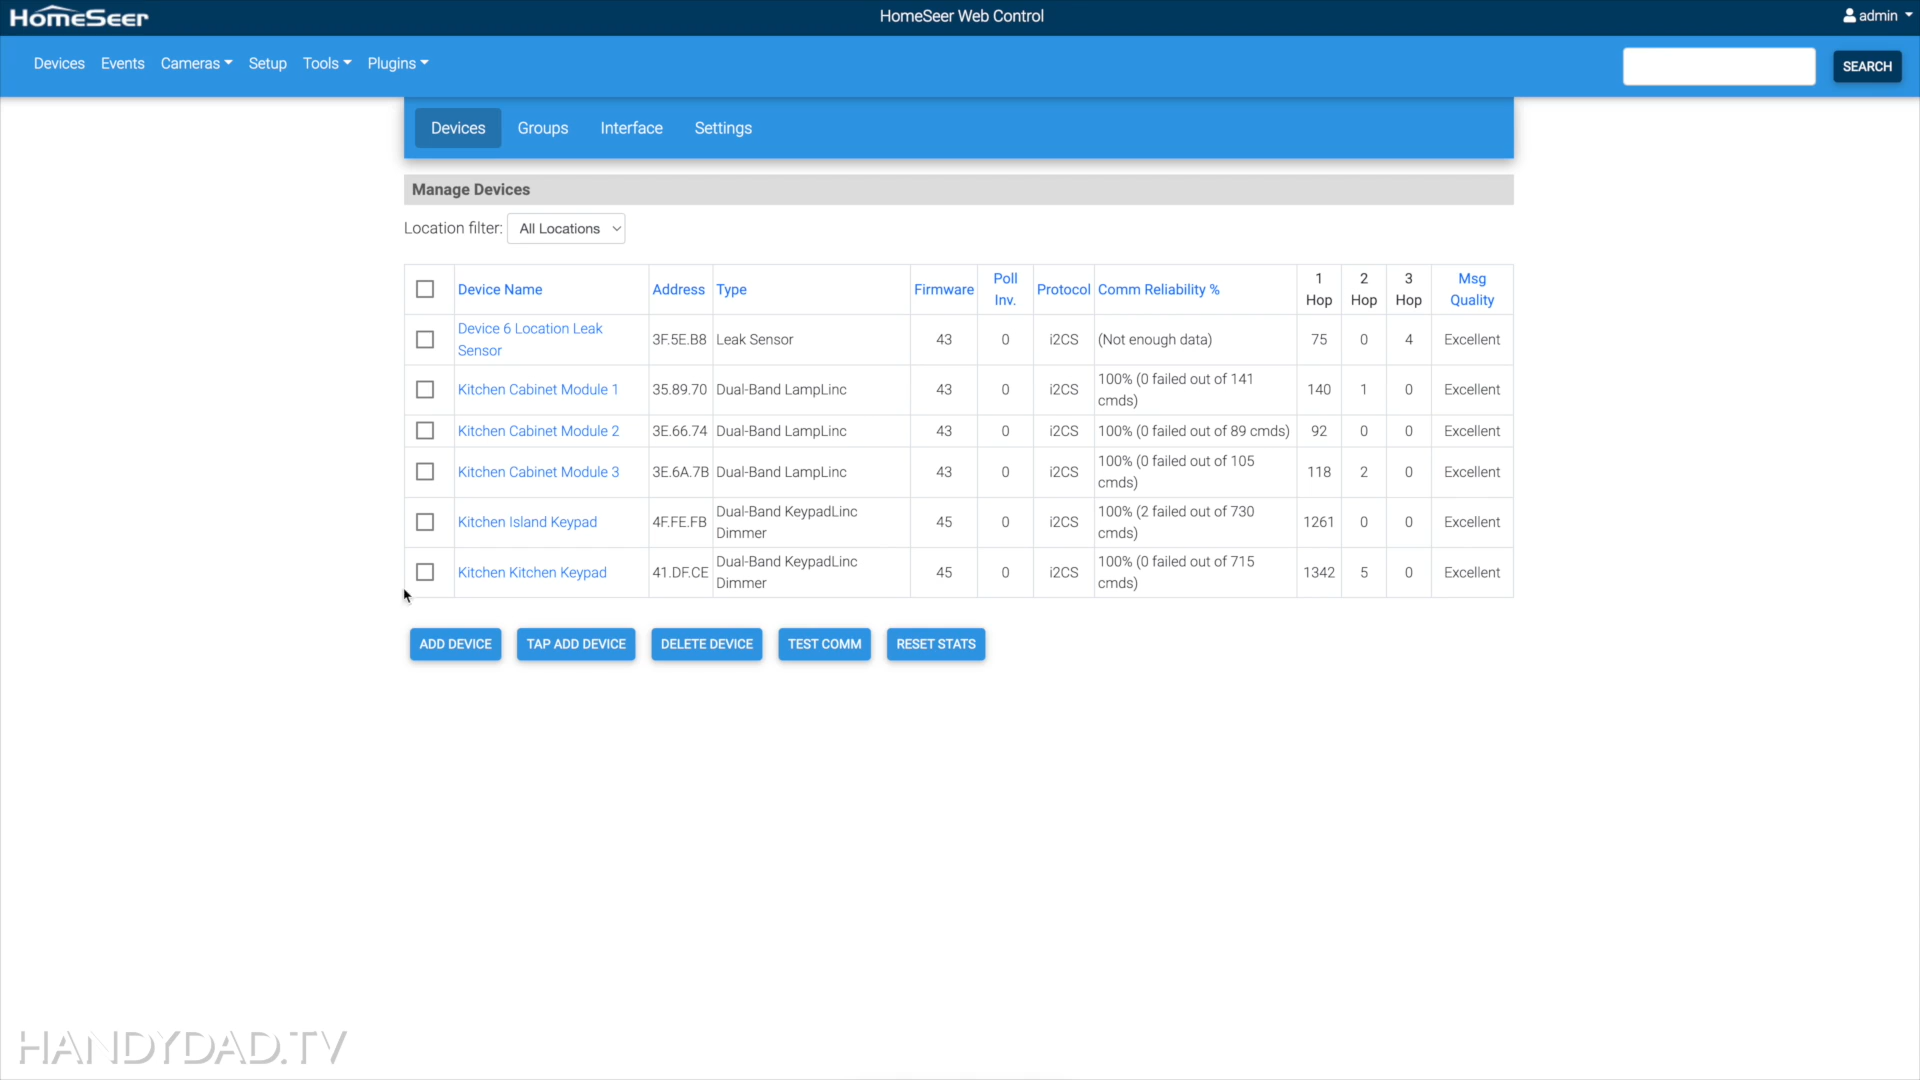 HomeSeer
HomeSeer Web Control
admin
Devices Events Cameras Setup Tools Plugins
SEARCH
Devices Groups Interface Settings
Manage Devices
Location filter: All Locations
Device Name Address Type Firmware Poll Inv. Protocol Comm Reliability % 1 Hop 2 Hop 3 Hop Msg Quality
Device 6 Location Leak Sensor 3F.5E.B8 Leak Sensor 43 0 i2CS (Not enough data) 75 0 4 Excellent
Kitchen Cabinet Module 1 35.89.70 Dual-Band LampLinc 43 0 i2CS 100% (0 failed out of 141 cmds) 140 1 0 Excellent
Kitchen Cabinet Module 2 3E.66.74 Dual-Band LampLinc 43 0 i2CS 100% (0 failed out of 89 cmds) 92 0 0 Excellent
Kitchen Cabinet Module 3 3E.6A.7B Dual-Band LampLinc 43 0 i2CS 100% (0 failed out of 105 cmds) 118 2 0 Excellent
Kitchen Island Keypad 4F.FE.FB Dual-Band KeypadLinc Dimmer 45 0 i2CS 100% (2 failed out of 730 cmds) 1261 0 0 Excellent
Kitchen Kitchen Keypad 41.DF.CE Dual-Band KeypadLinc Dimmer 45 0 i2CS 100% (0 failed out of 715 cmds) 1342 5 0 Excellent
ADD DEVICE TAP ADD DEVICE DELETE DEVICE TEST COMM RESET STATS
HANDYDAD.TV